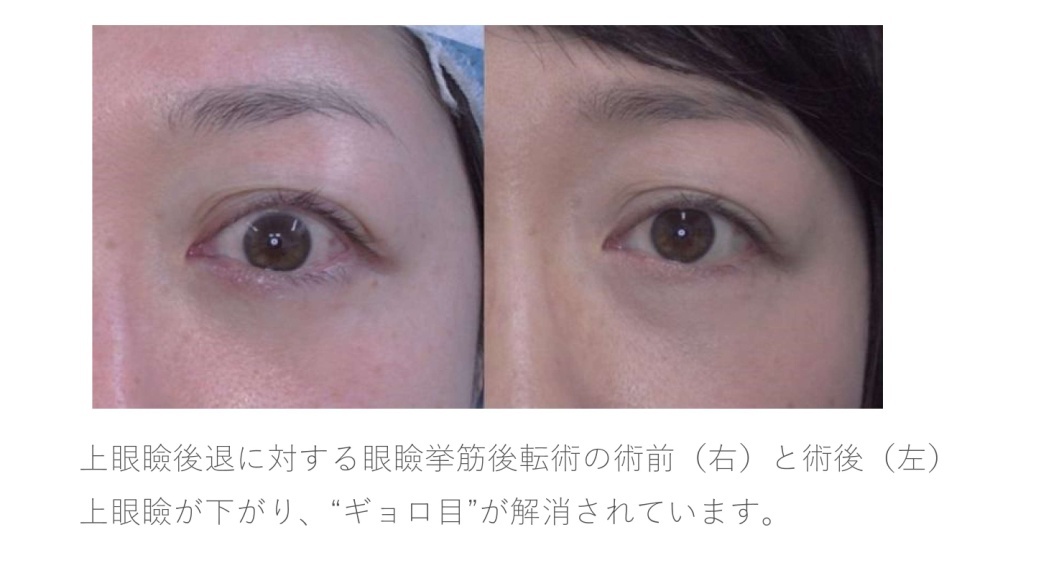 上眼瞼後退に対する眼瞼挙筋後転術の術前（右）と術後（左）
上眼瞼が下がり、“ギョロ目”が解消されています。